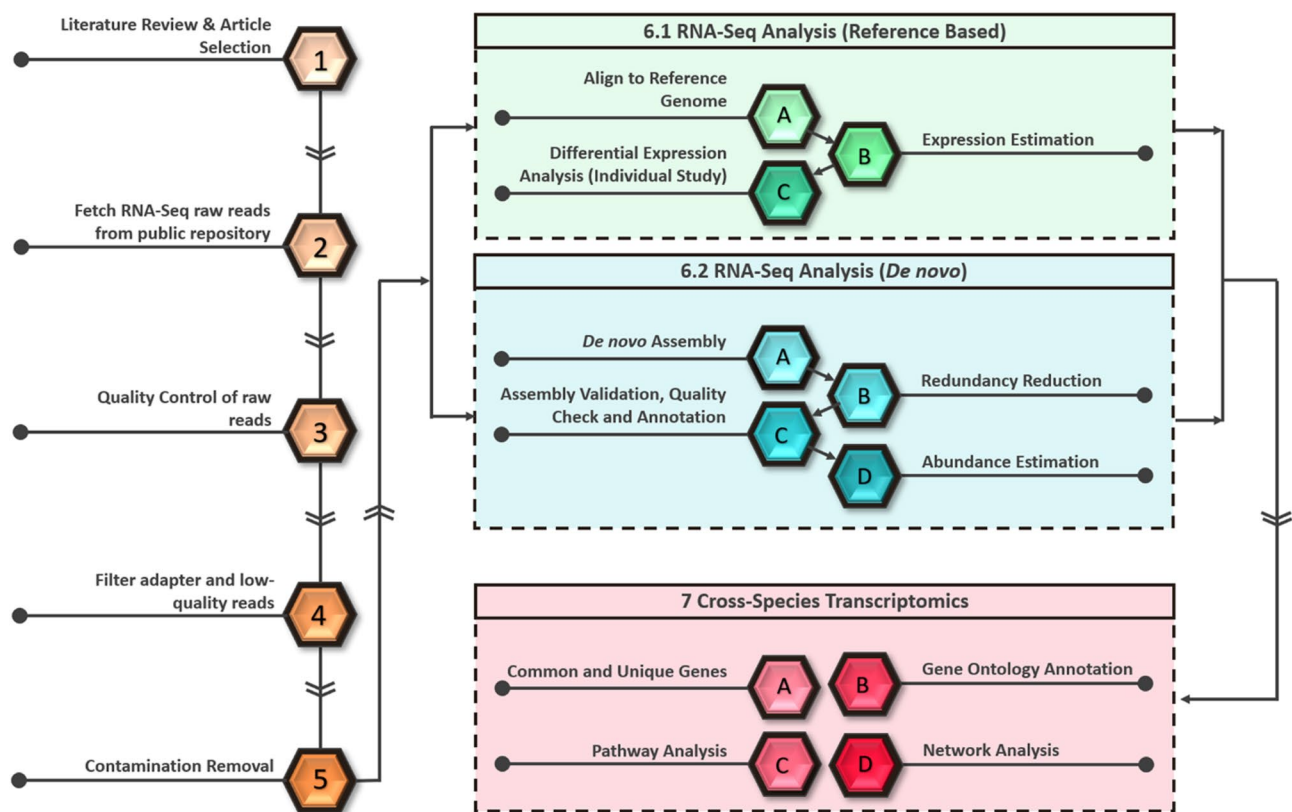 Literature Review & Article
Selection
1
Fetch RNA-Seq raw reads
from public repository
2
Quality Control of raw
reads
3
Filter adapter and low-
quality reads
4
Contamination Removal
5
6.1 RNA-Seq Analysis (Reference Based)
Align to Reference
Genome
A
B
Expression Estimation
Differential Expression
Analysis (Individual Study)
C
6.2 RNA-Seq Analysis (De novo)
De novo Assembly
A
B
Redundancy Reduction
Assembly Validation, Quality
Check and Annotation
C
D
Abundance Estimation
7 Cross-Species Transcriptomics
Common and Unique Genes
A
B
Gene Ontology Annotation
Pathway Analysis
C
D
Network Analysis